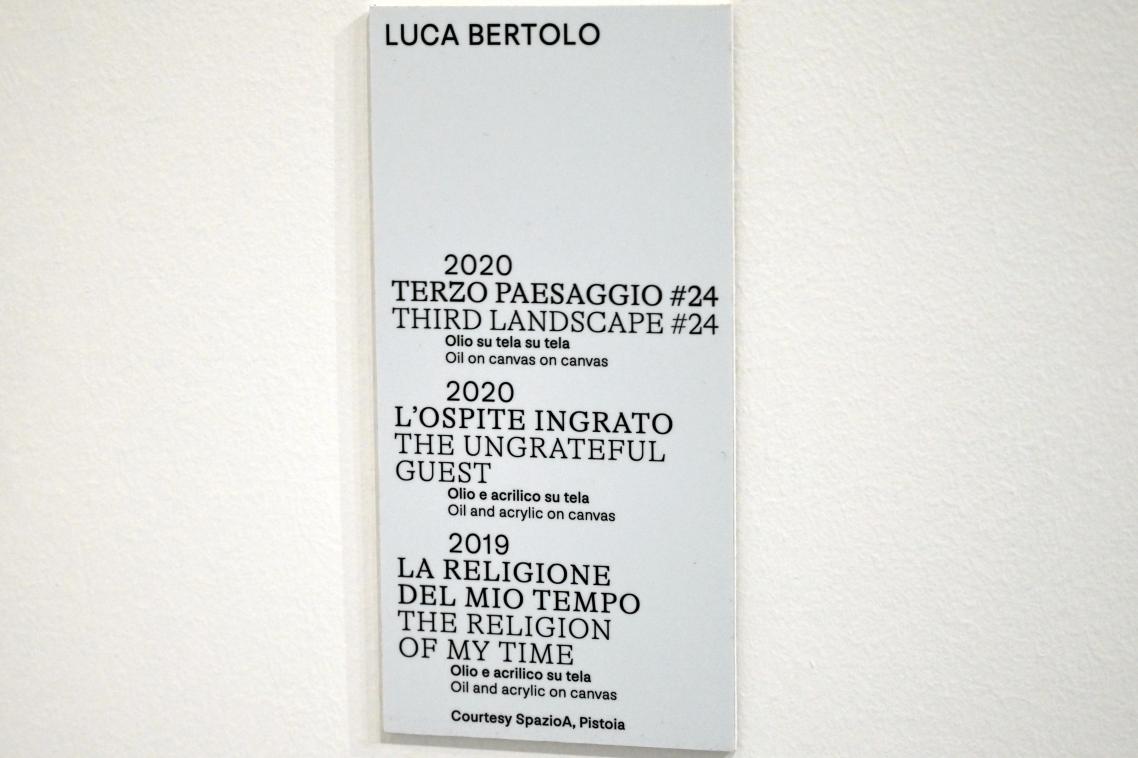 LUCA BERTOLO
2020
TERZO PAESAGGIO #24
THIRD LANDSCAPE #24
Olio su tela su tela
Oil on canvas on canvas
2020
L'OSPITE INGRATO
THE UNGRATEFUL
GUEST
Olio e acrilico su tela
Oil and acrylic on canvas
2019
LA RELIGIONE
DEL MIO TEMPO
THE RELIGION
OF MY TIME
Olio e acrilico su tela
Oil and acrylic on canvas
Courtesy SpazioA, Pistoia